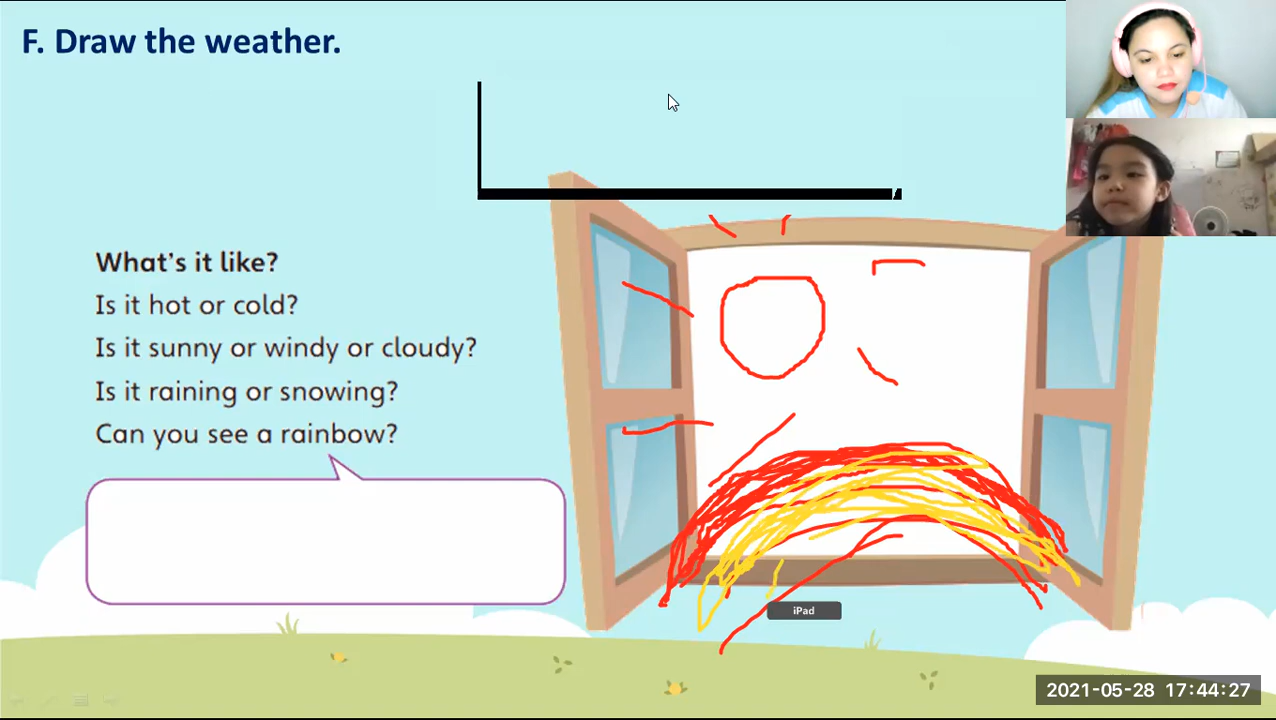 F. Draw the weather.
What's it like?
Is it hot or cold?
Is it sunny or windy or cloudy?
Is it raining or snowing?
Can you see a rainbow?
iPad
2021-05-28 17:44:27